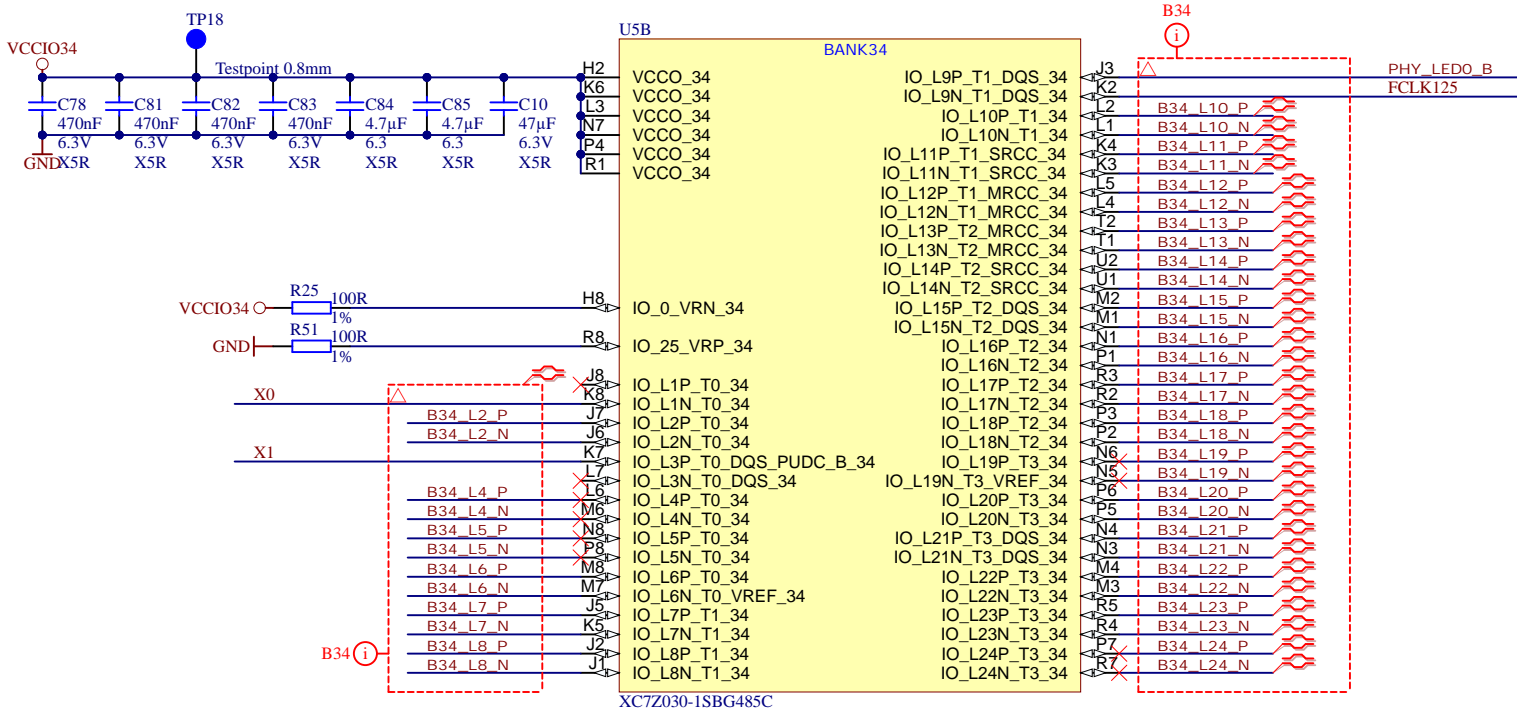 TP18
VCCIO34
Testpoint 0.8mm
C78
470nF
6.3V
X5R
C81
470nF
6.3V
X5R
C82
470nF
6.3V
X5R
C83
470nF
6.3V
X5R
C84
4.7µF
6.3
X5R
C85
4.7µF
6.3
X5R
C10
47µF
6.3V
X5R
GND
U5B
BANK34
H2 VCCO_34
K6 VCCO_34
L3 VCCO_34
N7 VCCO_34
P4 VCCO_34
R1 VCCO_34
VCCIO34 R25 100R 1% H8 IO_0_VRN_34
GND R51 100R 1% R8 IO_25_VRP_34
J8 IO_L1P_T0_34
X0 K8 IO_L1N_T0_34
B34_L2_P J7 IO_L2P_T0_34
B34_L2_N J6 IO_L2N_T0_34
X1 K7 IO_L3P_T0_DQS_PUDC_B_34
L7 IO_L3N_T0_DQS_34
B34_L4_P L6 IO_L4P_T0_34
B34_L4_N M6 IO_L4N_T0_34
B34_L5_P N8 IO_L5P_T0_34
B34_L5_N P8 IO_L5N_T0_34
B34_L6_P M8 IO_L6P_T0_34
B34_L6_N M7 IO_L6N_T0_VREF_34
B34_L7_P J5 IO_L7P_T1_34
B34_L7_N K5 IO_L7N_T1_34
B34_L8_P J2 IO_L8P_T1_34
B34_L8_N J1 IO_L8N_T1_34
B34 i
B34
i
IO_L9P_T1_DQS_34 J3 PHY_LED0_B
IO_L9N_T1_DQS_34 K2 FCLK125
IO_L10P_T1_34 L2 B34_L10_P
IO_L10N_T1_34 L1 B34_L10_N
IO_L11P_T1_SRCC_34 K4 B34_L11_P
IO_L11N_T1_SRCC_34 K3 B34_L11_N
IO_L12P_T1_MRCC_34 L5 B34_L12_P
IO_L12N_T1_MRCC_34 L4 B34_L12_N
IO_L13P_T2_MRCC_34 T2 B34_L13_P
IO_L13N_T2_MRCC_34 T1 B34_L13_N
IO_L14P_T2_SRCC_34 U2 B34_L14_P
IO_L14N_T2_SRCC_34 U1 B34_L14_N
IO_L15P_T2_DQS_34 M2 B34_L15_P
IO_L15N_T2_DQS_34 M1 B34_L15_N
IO_L16P_T2_34 N1 B34_L16_P
IO_L16N_T2_34 P1 B34_L16_N
IO_L17P_T2_34 R3 B34_L17_P
IO_L17N_T2_34 R2 B34_L17_N
IO_L18P_T2_34 P3 B34_L18_P
IO_L18N_T2_34 P2 B34_L18_N
IO_L19P_T3_34 N6 B34_L19_P
IO_L19N_T3_VREF_34 N5 B34_L19_N
IO_L20P_T3_34 P6 B34_L20_P
IO_L20N_T3_34 P5 B34_L20_N
IO_L21P_T3_DQS_34 N4 B34_L21_P
IO_L21N_T3_DQS_34 N3 B34_L21_N
IO_L22P_T3_34 M4 B34_L22_P
IO_L22N_T3_34 M3 B34_L22_N
IO_L23P_T3_34 R5 B34_L23_P
IO_L23N_T3_34 R4 B34_L23_N
IO_L24P_T3_34 P7 B34_L24_P
IO_L24N_T3_34 R7 B34_L24_N
XC7Z030-1SBG485C